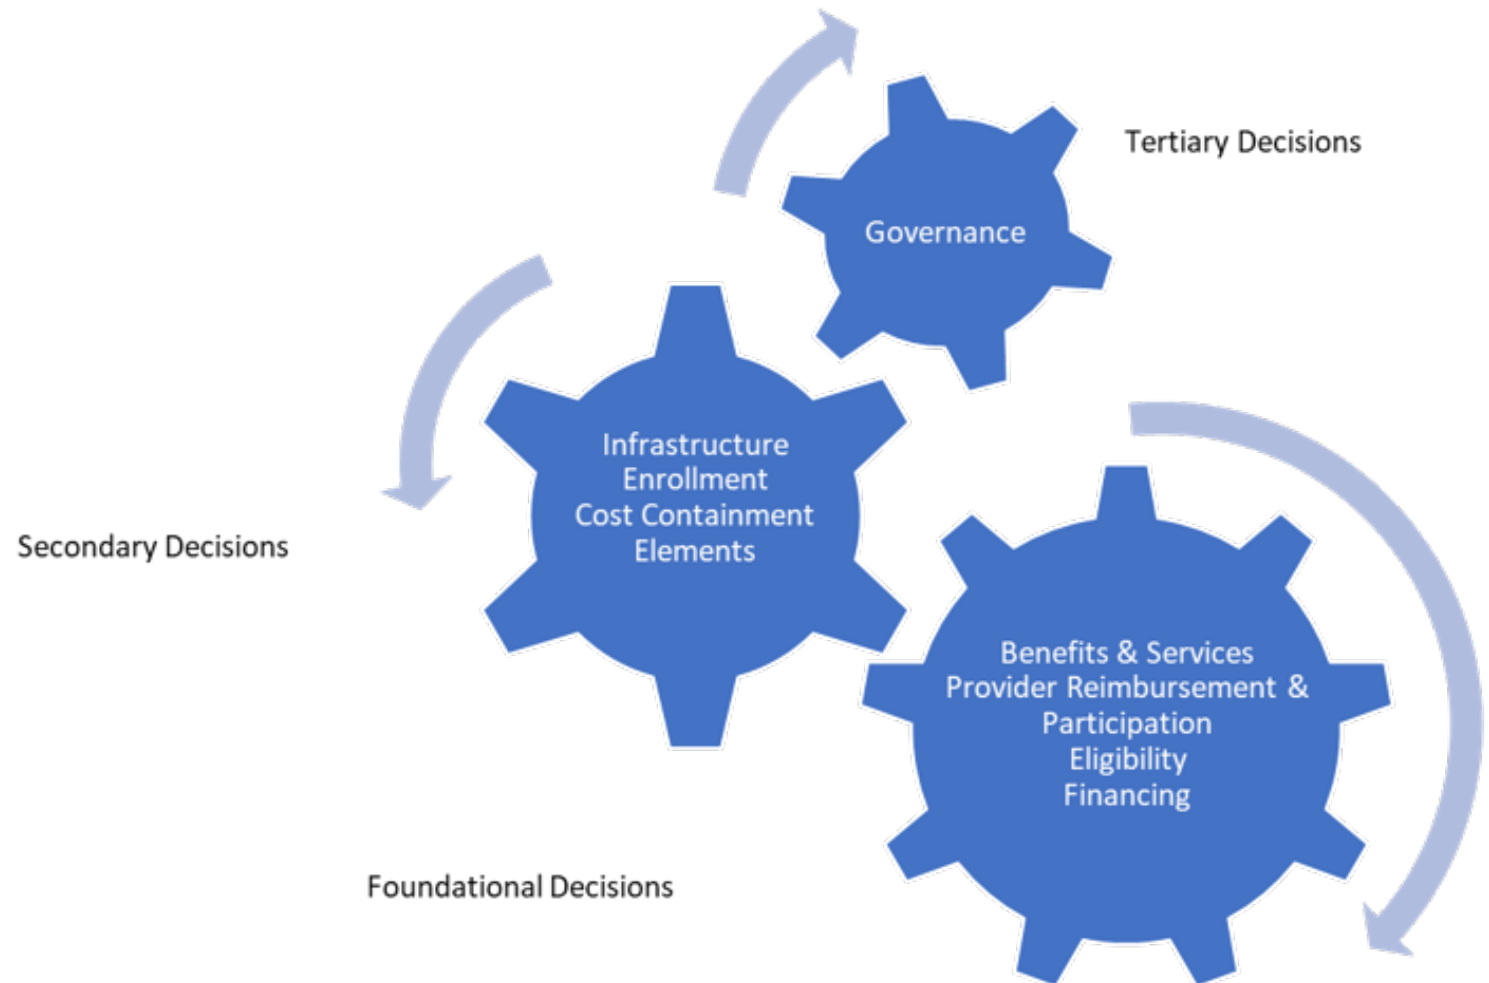 Tertiary Decisions
Governance
Infrastructure
Enrollment
Cost Containment
Elements
Secondary Decisions
Benefits & Services
Provider Reimbursement &
Participation
Eligibility
Financing
Foundational Decisions